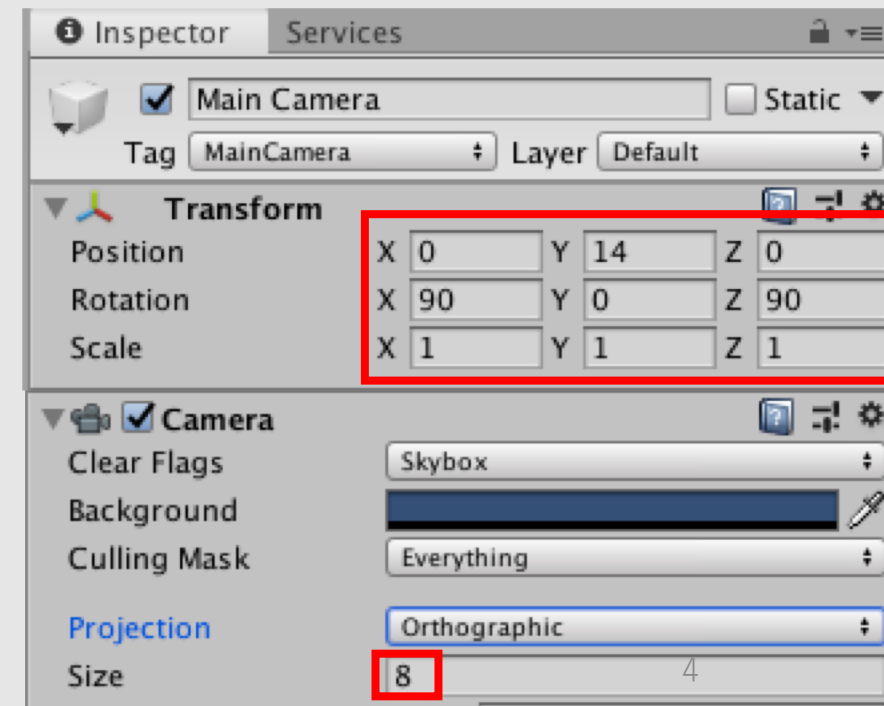 Inspector Services
Main Camera Static
Tag MainCamera Layer Default
Transform
Position X 0 Y 14 Z 0
Rotation X 90 Y 0 Z 90
Scale X 1 Y 1 Z 1
Camera
Clear Flags Skybox
Background
Culling Mask Everything
Projection Orthographic
Size 8 4